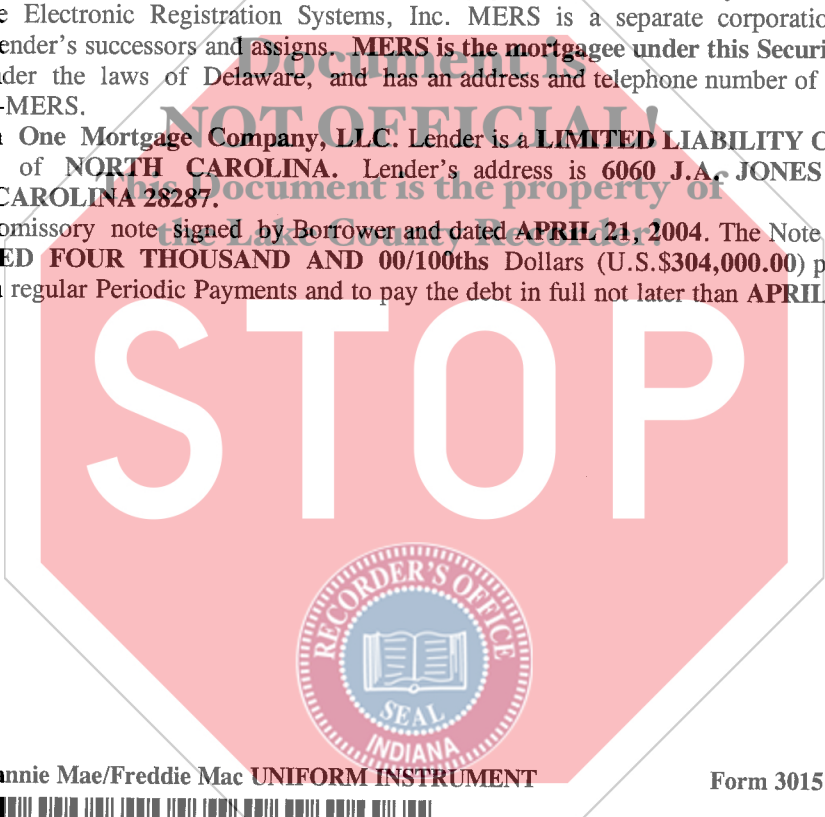 e Electronic Registration Systems, Inc. MERS is a separate corporatio
ender's successors and assigns. MERS is the mortgagee under this Securi
der the laws of Delaware, and has an address and telephone number of
-MERS.
One Mortgage Company, LLC. Lender is a LIMITED LIABILITY C
of NORTH CAROLINA. Lender's address is 6060 J.A. JONES
CAROLINA 28287.
omissory note signed by Borrower and dated APRIL 21, 2004. The Note
ED FOUR THOUSAND AND 00/100ths Dollars (U.S.$304,000.00) p
regular Periodic Payments and to pay the debt in full not later than APRIL
Document is
NOT OFFICIAL!
This Document is the property of
the Lake County Recorder!
STOP
RECORDER'S OFFICE
SEAL
INDIANA
annie Mae/Freddie Mac UNIFORM INSTRUMENT Form 3015